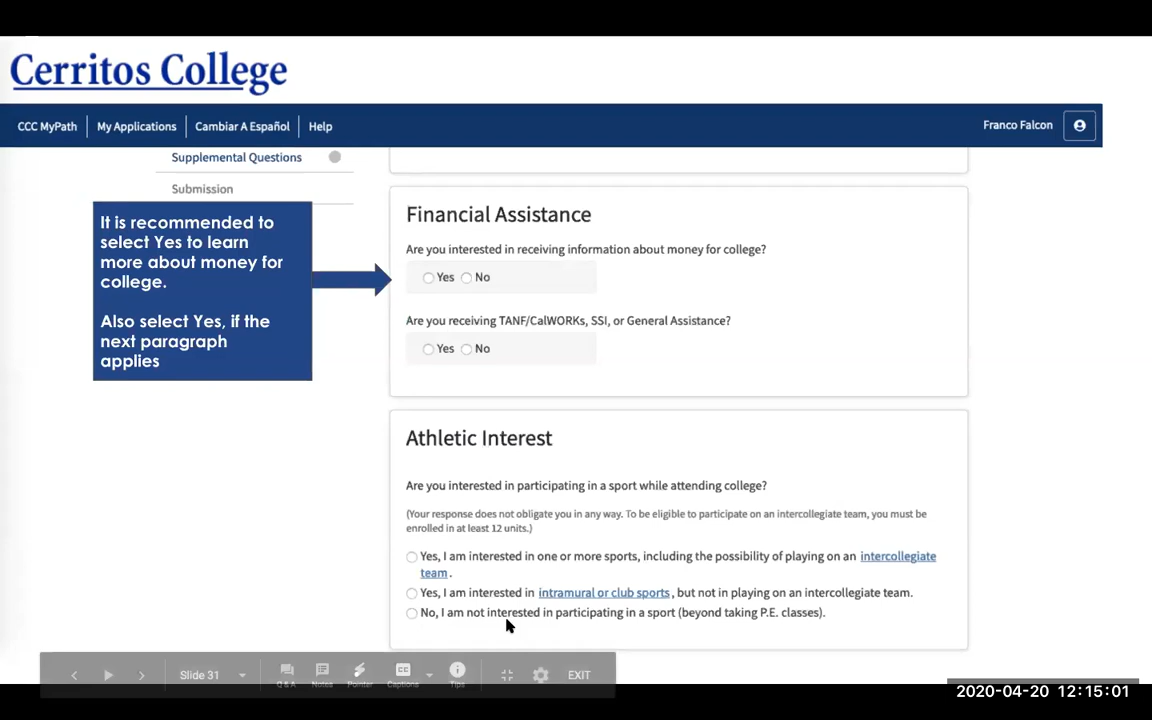 Cerritos College
CCC MyPath
My Applications
Cambiar A Español
Help
Franco Falcon
Supplemental Questions
Submission
It is recommended to
select Yes to learn
more about money for
college.
Also select Yes, if the
next paragraph
applies
Financial Assistance
Are you interested in receiving information about money for college?
Yes No
Are you receiving TANF/CalWORKs, SSI, or General Assistance?
Yes No
Athletic Interest
Are you interested in participating in a sport while attending college?
(Your response does not obligate you in any way. To be eligible to participate on an intercollegiate team, you must be
enrolled in at least 12 units.)
Yes, I am interested in one or more sports, including the possibility of playing on an intercollegiate
team.
Yes, I am interested in intramural or club sports, but not in playing on an intercollegiate team.
No, I am not interested in participating in a sport (beyond taking P.E. classes).
Slide 31
Q & A
Notes
Pointer
CC
Captions
Tips
EXIT
2020-04-20 12:15:01